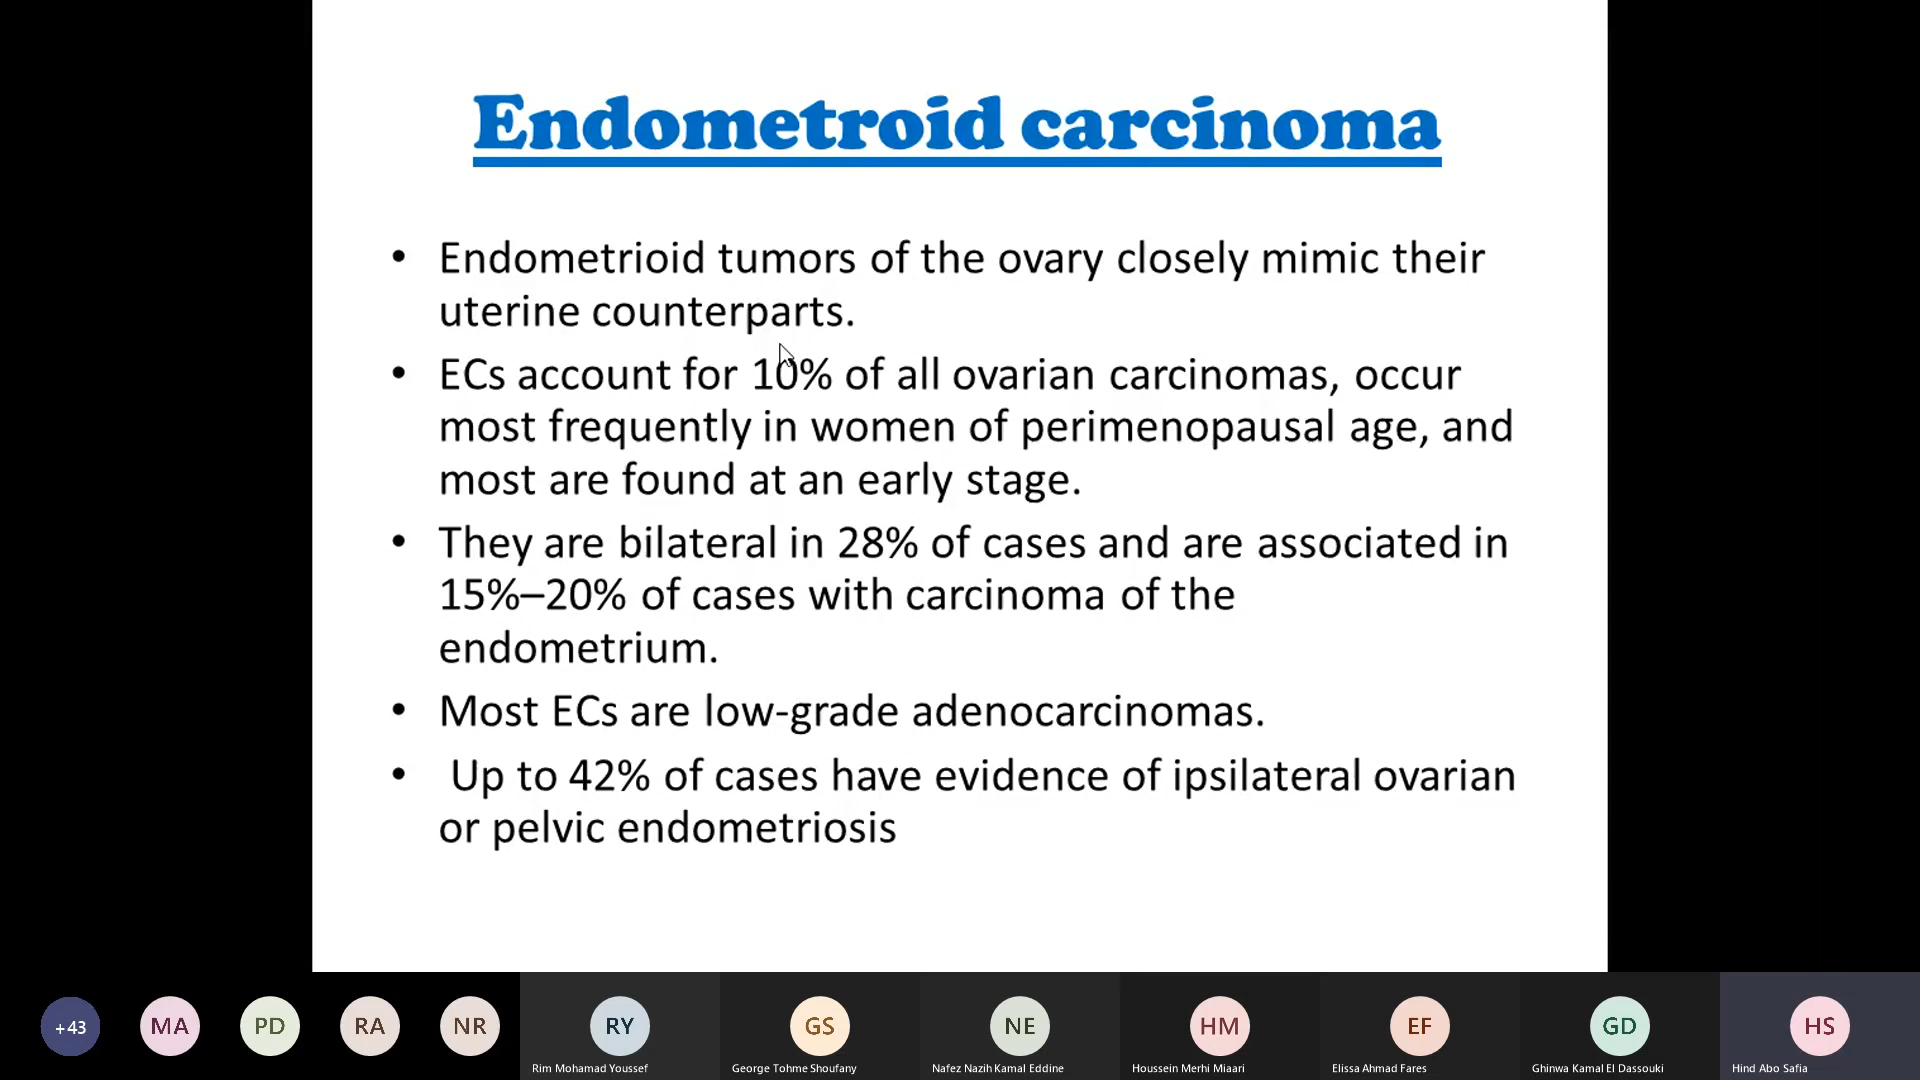 Endometroid carcinoma
• Endometrioid tumors of the ovary closely mimic their
uterine counterparts.
• ECs account for 10% of all ovarian carcinomas, occur
most frequently in women of perimenopausal age, and
most are found at an early stage.
• They are bilateral in 28% of cases and are associated in
15%–20% of cases with carcinoma of the
endometrium.
• Most ECs are low-grade adenocarcinomas.
• Up to 42% of cases have evidence of ipsilateral ovarian
or pelvic endometriosis
+43 MA PD RA NR RY GS NE HM EF GD HS
Rim Mohamad Youssef George Tohme Shoufany Nafez Nazih Kamal Eddine Houssein Merhi Miaari Elissa Ahmad Fares Ghinwa Kamal El Dassouki Hind Abo Safia